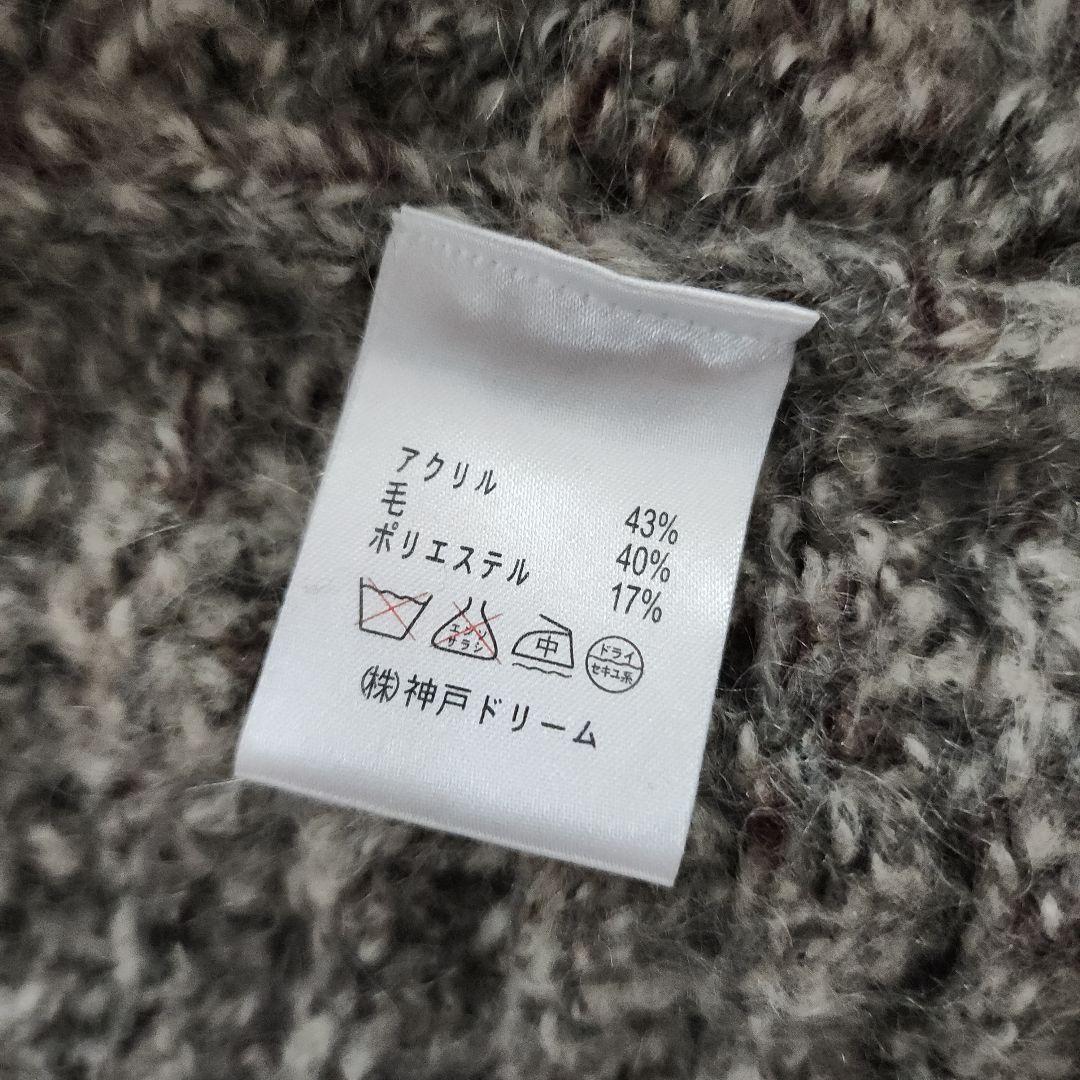 アクリル 43%
毛 40%
ポリエステル 17%
エンソ
サラシ
中
ドライ
セキユ系
(株)神戸ドリーム